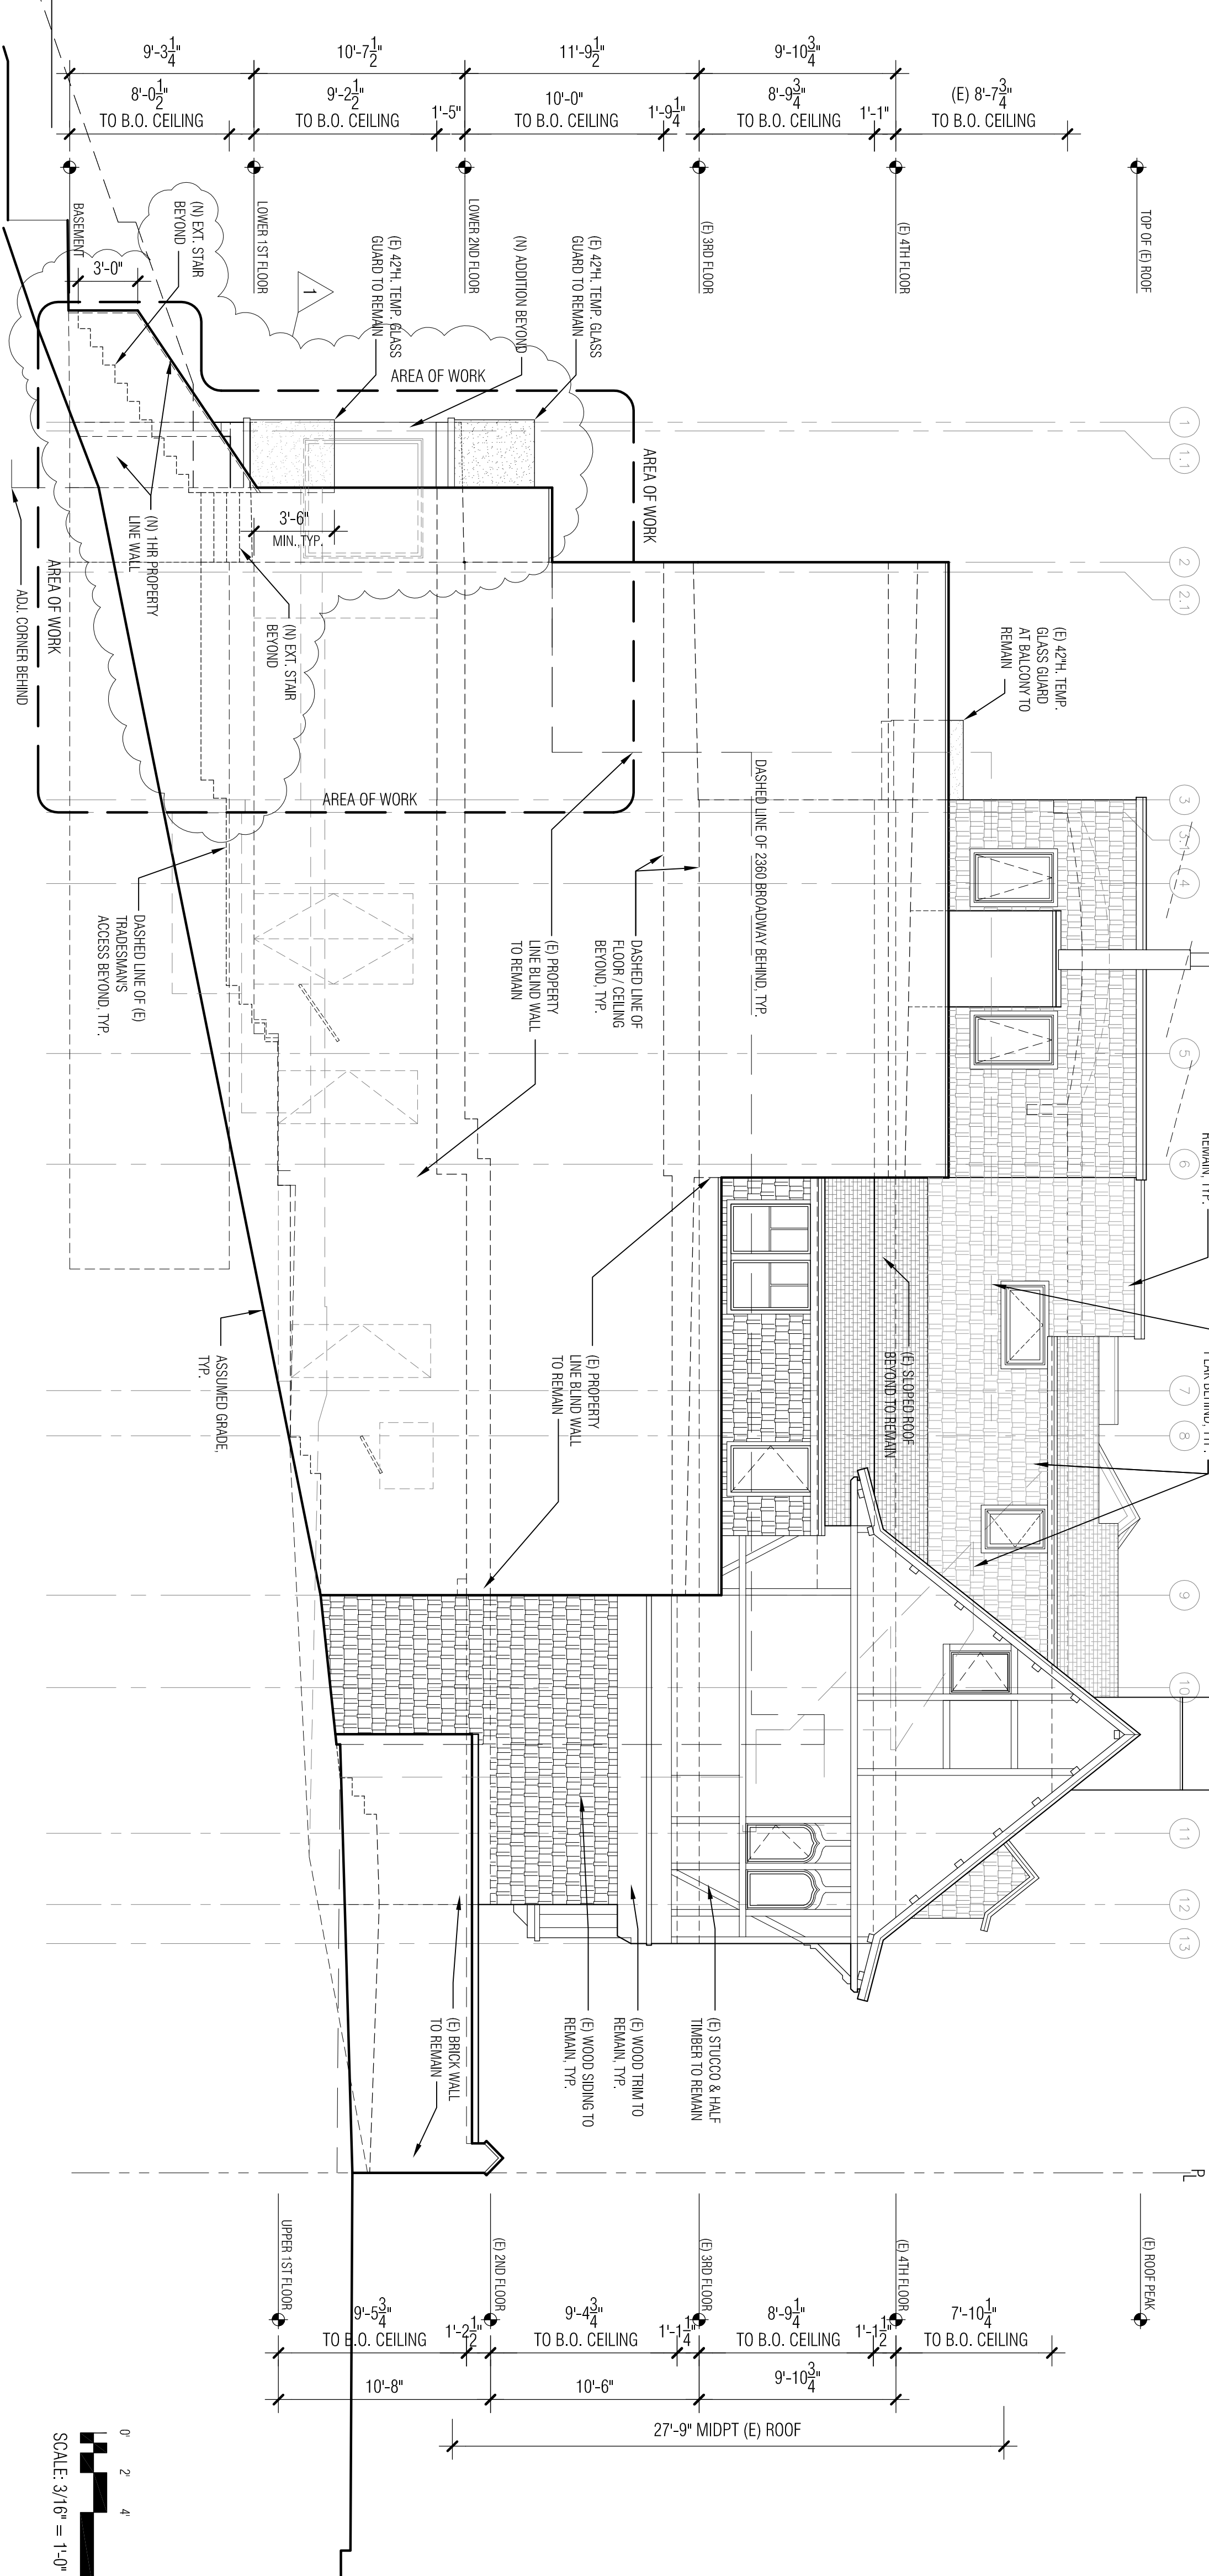 9'-3 1/4"
10'-7 1/2"
11'-9 1/2"
9'-10 3/4"
8'-0 1/2"
TO B.O. CEILING
9'-2 1/2"
TO B.O. CEILING
1'-5"
10'-0"
TO B.O. CEILING
1'-9 1/4"
8'-9 3/4"
TO B.O. CEILING
1'-1"
(E) 8'-7 3/4"
TO B.O. CEILING
BASEMENT
LOWER 1ST FLOOR
LOWER 2ND FLOOR
(E) 3RD FLOOR
(E) 4TH FLOOR
TOP OF (E) ROOF
(N) EXT. STAIR
BEYOND
3'-0"
1
(E) 42"H. TEMP. GLASS
GUARD TO REMAIN
(N) ADDITION BEYOND
(E) 42"H. TEMP. GLASS
GUARD TO REMAIN
AREA OF WORK
AREA OF WORK
AREA OF WORK
AREA OF WORK
3'-6"
MIN. TYP.
(N) 1HR PROPERTY
LINE WALL
(N) EXT. STAIR
BEYOND
ADJ. CORNER BEHIND
(E) 42"H. TEMP.
GLASS GUARD
AT BALCONY TO
REMAIN
1
1.1
2
2.1
3
3.1
4
5
6
7
8
9
10
11
12
13
DASHED LINE OF 2360 BROADWAY BEHIND, TYP.
DASHED LINE OF
FLOOR / CEILING
BEYOND, TYP.
(E) PROPERTY
LINE BLIND WALL
TO REMAIN
DASHED LINE OF (E)
TRADESMAN'S
ACCESS BEYOND, TYP.
REMAIN, TYP.
PEAK BEHIND, TYP.
(E) SLOPED ROOF
BEYOND TO REMAIN
(E) PROPERTY
LINE BLIND WALL
TO REMAIN
ASSUMED GRADE,
TYP.
(E) STUCCO & HALF
TIMBER TO REMAIN
(E) WOOD TRIM TO
REMAIN, TYP.
(E) WOOD SIDING TO
REMAIN, TYP.
(E) BRICK WALL
TO REMAIN
PL
UPPER 1ST FLOOR
(E) 2ND FLOOR
(E) 3RD FLOOR
(E) 4TH FLOOR
(E) ROOF PEAK
9'-5 3/4"
TO B.O. CEILING
1'-2 1/2"
9'-4 3/4"
TO B.O. CEILING
1'-1 1/4"
8'-9 1/4"
TO B.O. CEILING
1'-1 1/2"
7'-10 1/4"
TO B.O. CEILING
10'-8"
10'-6"
9'-10 3/4"
27'-9" MIDPT (E) ROOF
0'
2'
4'
SCALE: 3/16" = 1'-0"